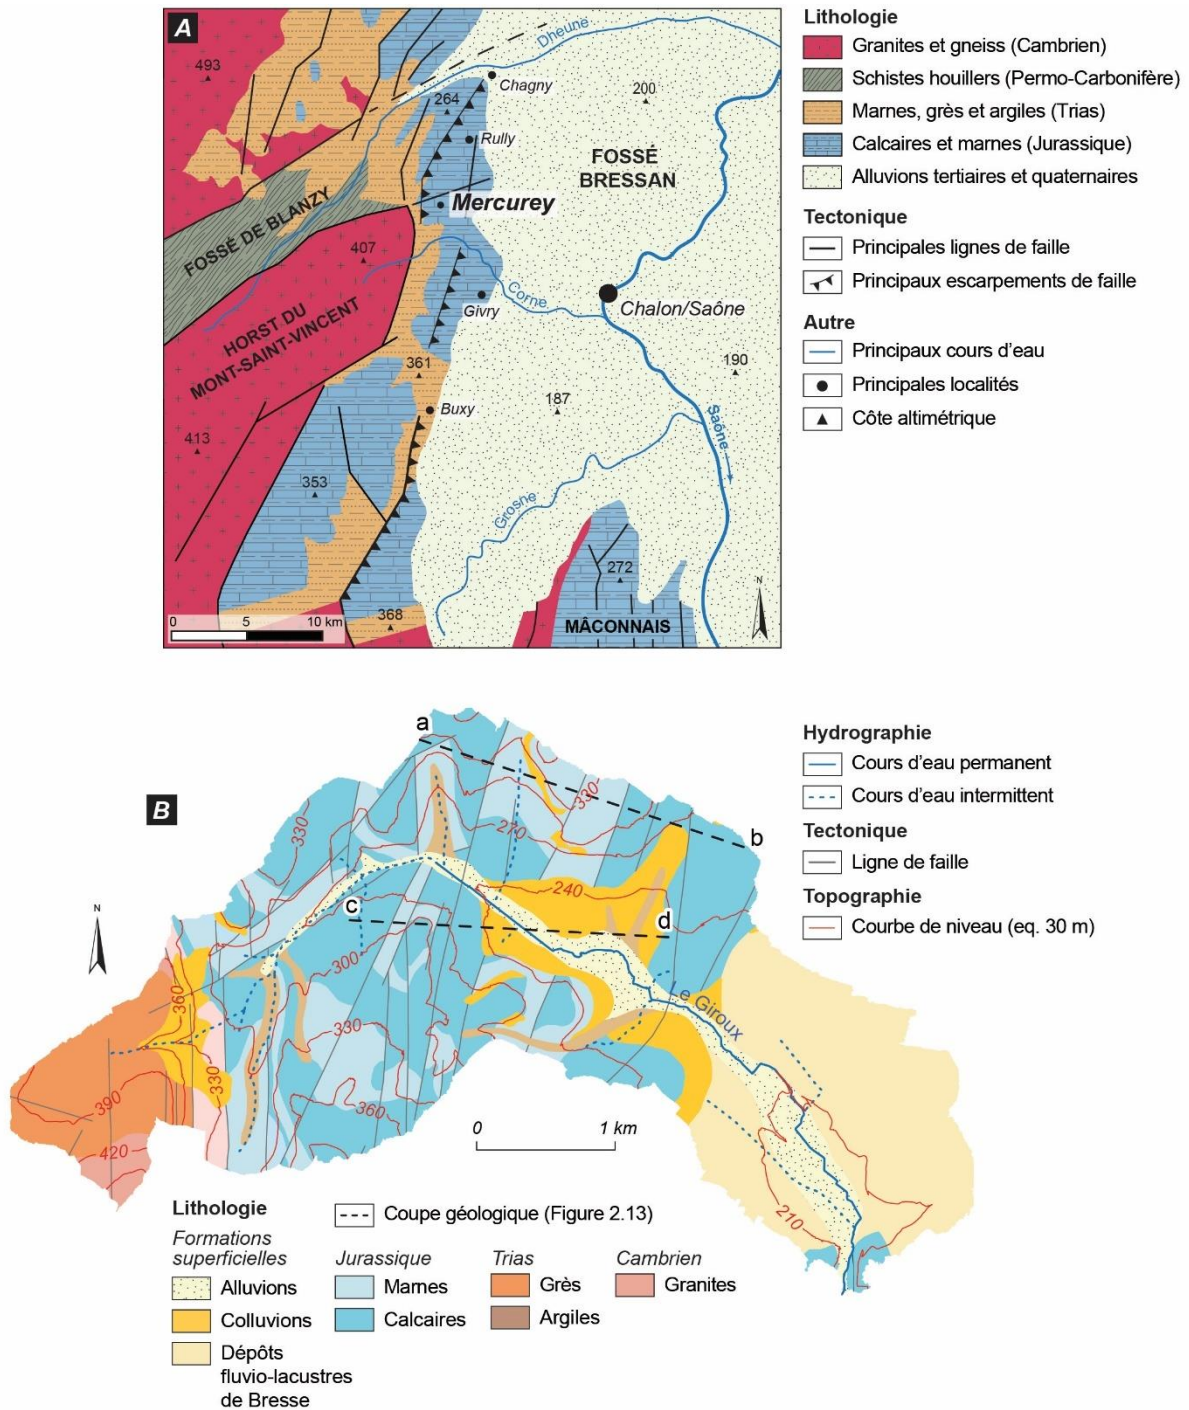 A
493
Dheune
Chagny
264
200
Rully
FOSSÉ
BRESSAN
Mercurey
FOSSÉ DE BLANZY
407
HORST DU
MONT-SAINT-VINCENT
Corne
Givry
Chalon/Saône
361
190
187
Buxy
Saône
413
353
Grosne
272
N
368
MÂCONNAIS
0 5 10 km
Lithologie
Granites et gneiss (Cambrien)
Schistes houillers (Permo-Carbonifère)
Marnes, grès et argiles (Trias)
Calcaires et marnes (Jurassique)
Alluvions tertiaires et quaternaires
Tectonique
Principales lignes de faille
Principaux escarpements de faille
Autre
Principaux cours d'eau
Principales localités
Côte altimétrique
B
a
330
330
270
b
240
c
d
N
300
360
Le Giroux
330
330
390
360
420
210
0 1 km
Hydrographie
Cours d'eau permanent
Cours d'eau intermittent
Tectonique
Ligne de faille
Topographie
Courbe de niveau (eq. 30 m)
Lithologie
Coupe géologique (Figure 2.13)
Formations
superficielles
Jurassique
Trias
Cambrien
Alluvions
Marnes
Grès
Granites
Colluvions
Calcaires
Argiles
Dépôts
fluvio-lacustres
de Bresse